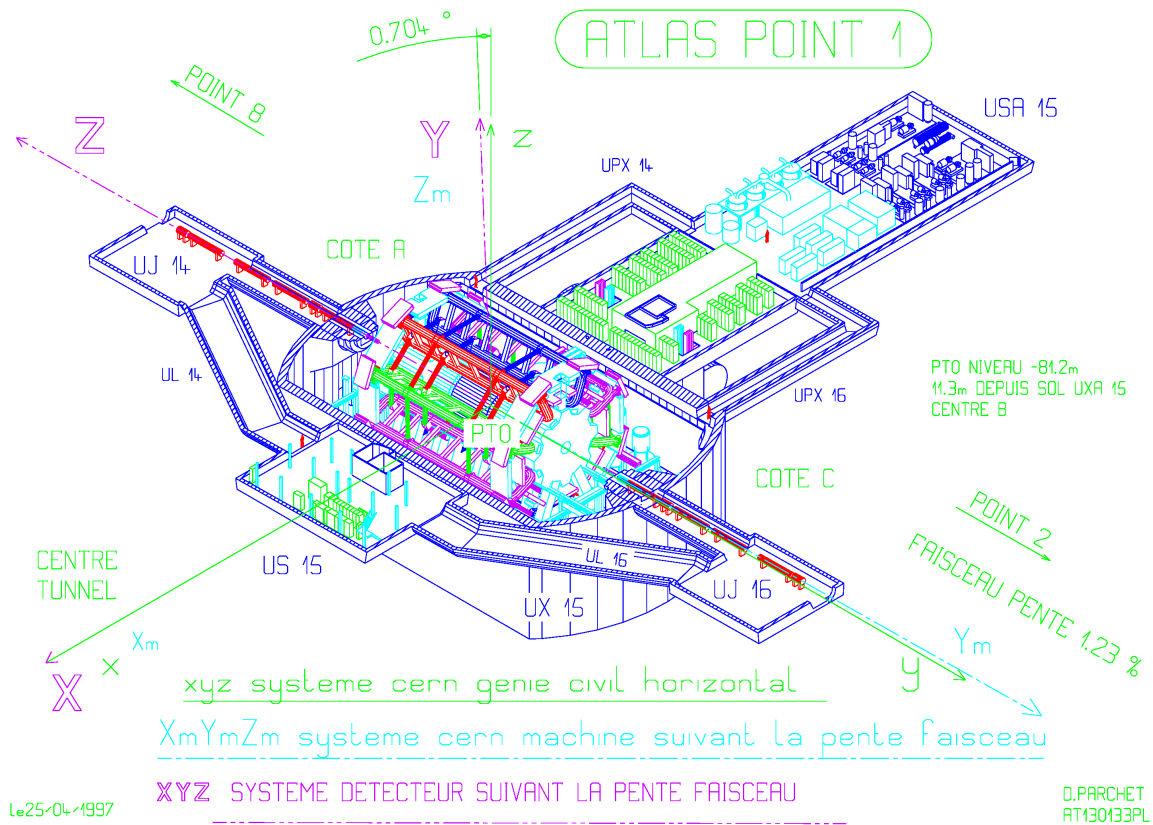 0.704 °
ATLAS POINT 1
POINT 8
Z
Y
z
Zm
USA 15
UPX 14
COTE A
UJ 14
UL 14
UPX 16
PTO NIVEAU -81.2m
11.3m DEPUIS SOL UXA 15
CENTRE B
PTO
COTE C
POINT 2
FAISCEAU PENTE 1.23 %
CENTRE
TUNNEL
US 15
UL 16
UX 15
UJ 16
Xm
x
X
Ym
y
xyz systeme cern genie civil horizontal
XmYmZm systeme cern machine suivant la pente faisceau
XYZ SYSTEME DETECTEUR SUIVANT LA PENTE FAISCEAU
le25-04-1997
D.PARCHET
AT130133PL